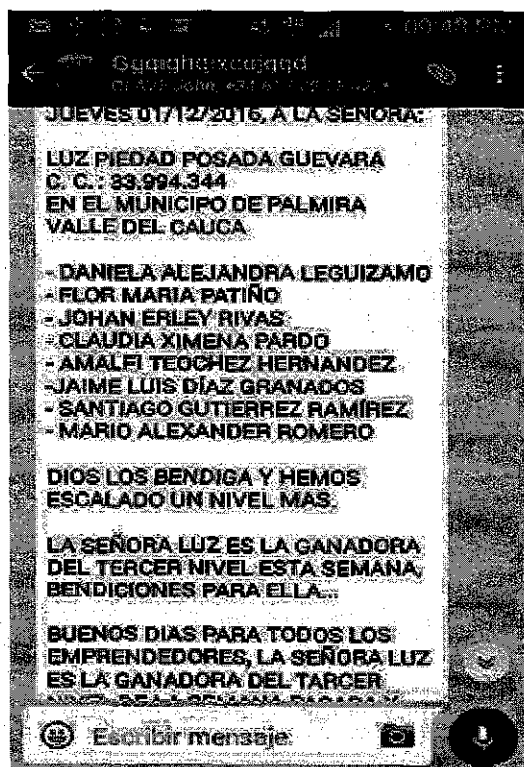 JUEVES 01/12/2016, A LA SEÑORA:
LUZ PIEDAD POSADA GUEVARA
C. C. : 33.994.344
EN EL MUNICIPO DE PALMIRA
VALLE DEL CAUCA
- DANIELA ALEJANDRA LEGUIZAMO
- FLOR MARIA PATIÑO
- JOHAN ERLEY RIVAS
- CLAUDIA XIMENA PARDO
- AMALFI TEOCHEZ HERNANDEZ
-JAIME LUIS DÍAZ GRANADOS
- SANTIAGO GUTIERREZ RAMÍREZ
- MARIO ALEXANDER ROMERO
DIOS LOS BENDIGA Y HEMOS
ESCALADO UN NIVEL MAS.
LA SEÑORA LUZ ES LA GANADORA
DEL TERCER NIVEL ESTA SEMANA,
BENDICIONES PARA ELLA...
BUENOS DIAS PARA TODOS LOS
EMPRENDEDORES, LA SEÑORA LUZ
ES LA GANADORA DEL TARCER
Escribir mensaje